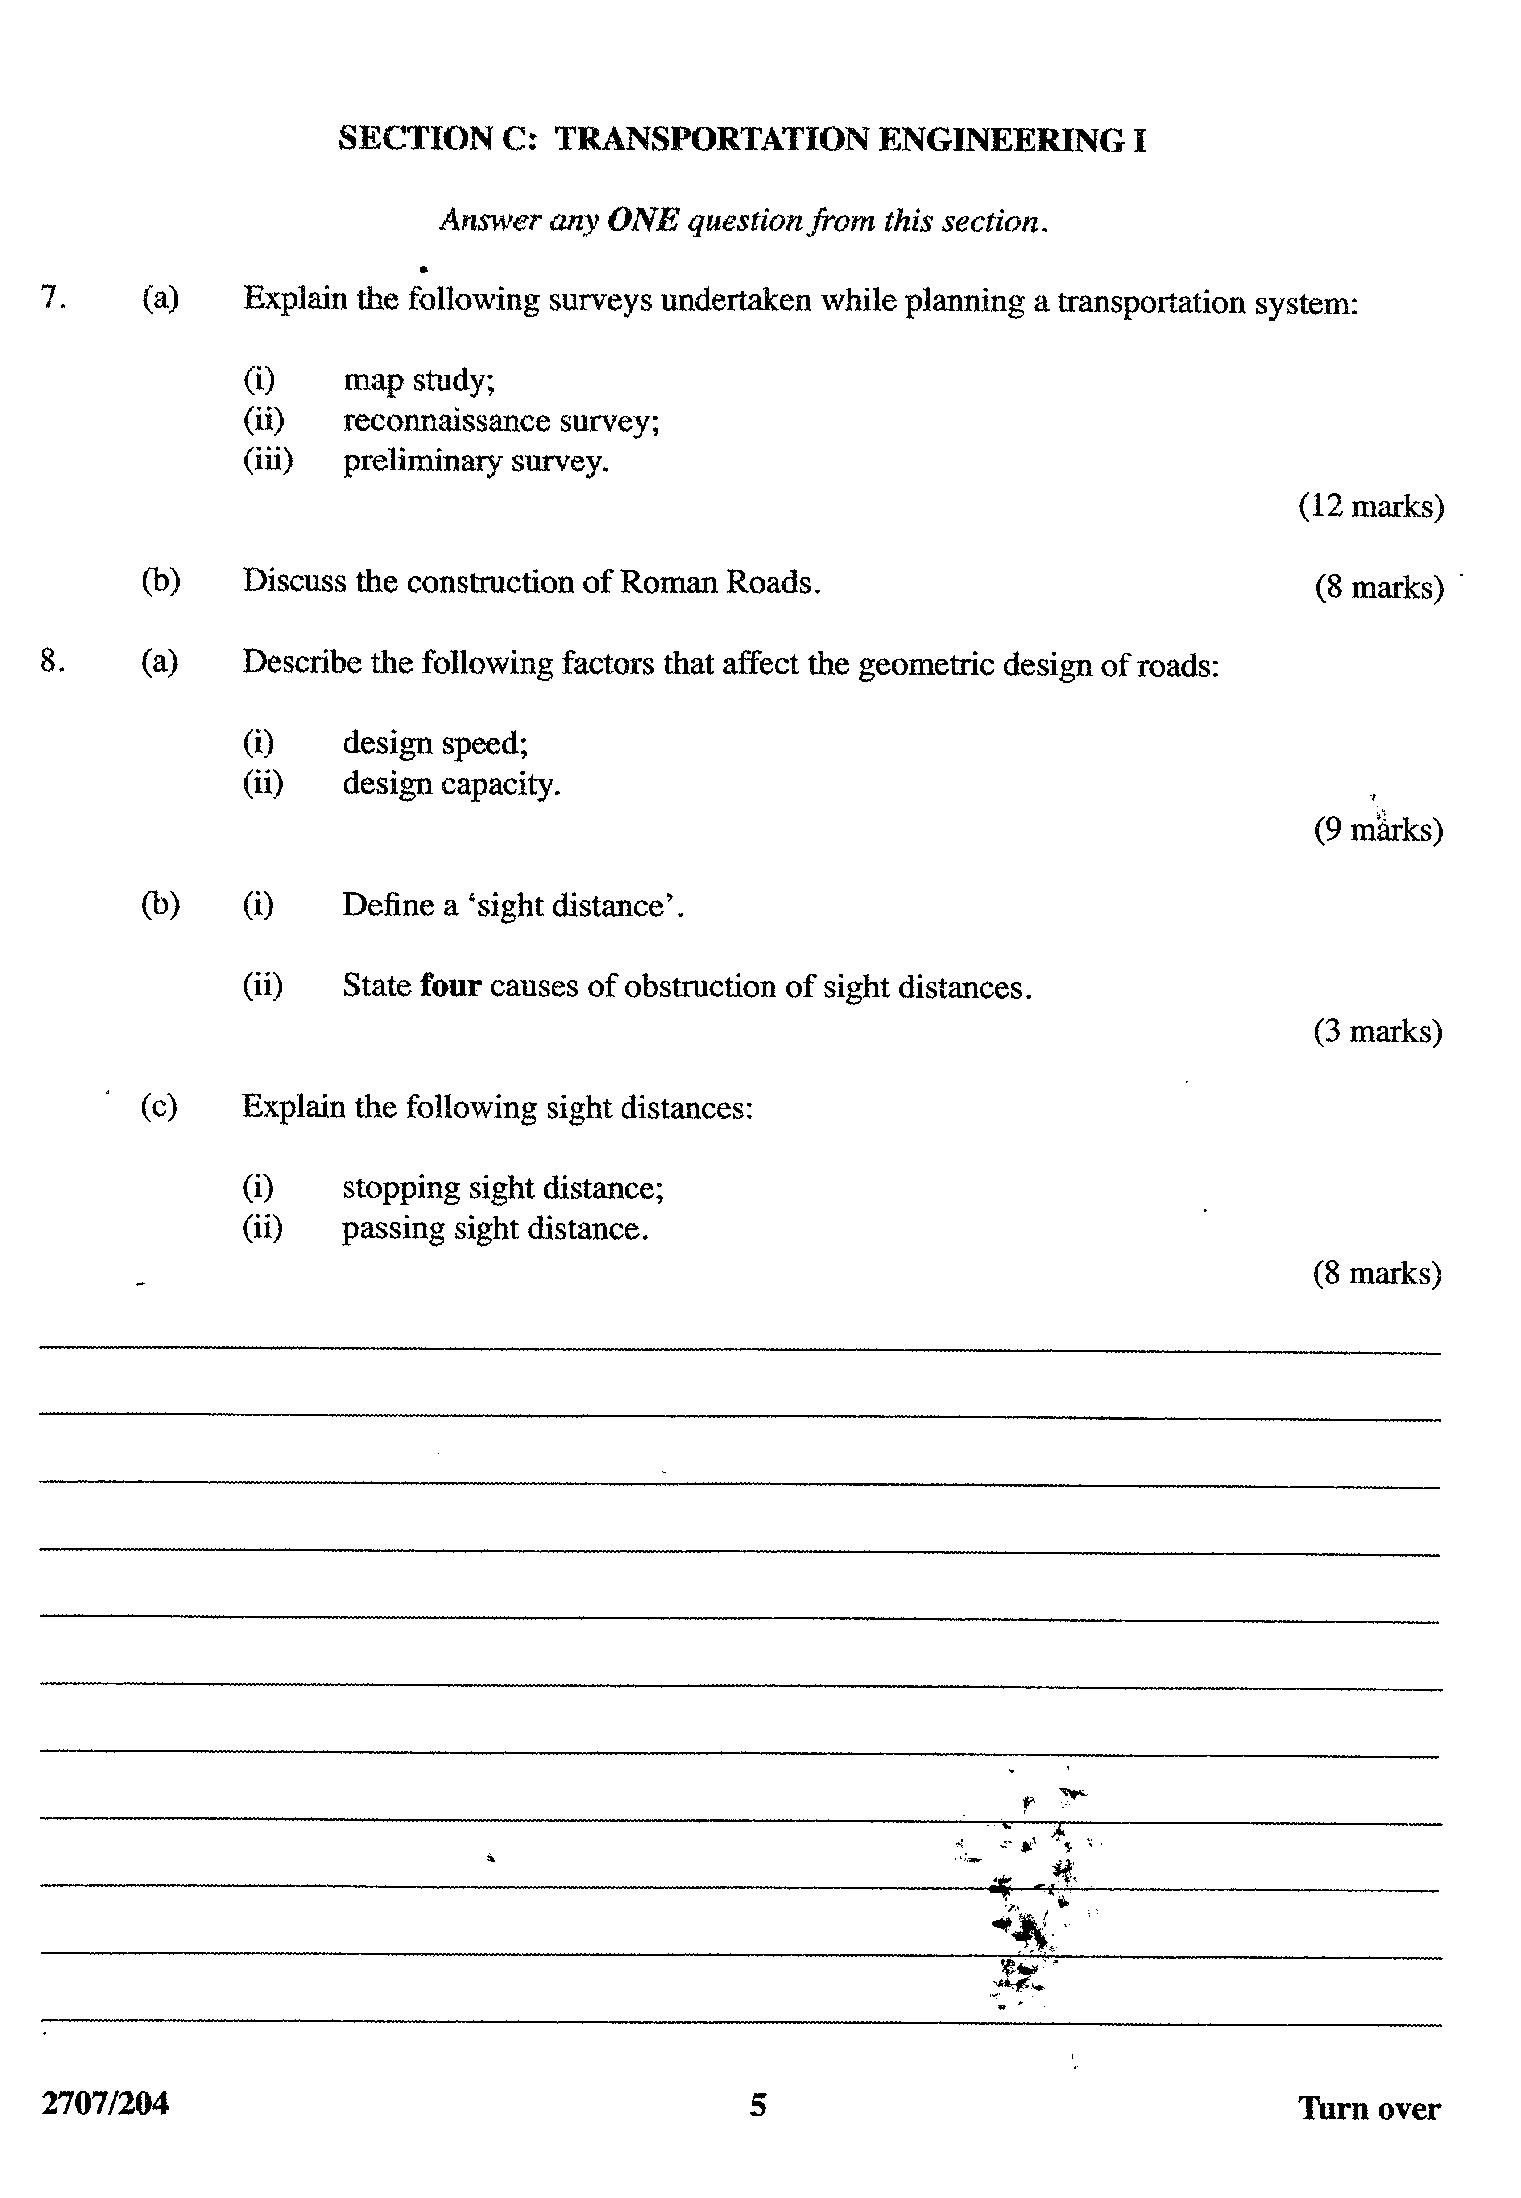 SECTION C: TRANSPORTATION ENGINEERING I
Answer any ONE question from this section.
7. (a) Explain the following surveys undertaken while planning a transportation system:
(i) map study;
(ii) reconnaissance survey;
(iii) preliminary survey.
(12 marks)
(b) Discuss the construction of Roman Roads. (8 marks)
8. (a) Describe the following factors that affect the geometric design of roads:
(i) design speed;
(ii) design capacity.
(9 marks)
(b) (i) Define a ‘sight distance’.
(ii) State four causes of obstruction of sight distances.
(3 marks)
(c) Explain the following sight distances:
(i) stopping sight distance;
(ii) passing sight distance.
(8 marks)
2707/204 5 Turn over